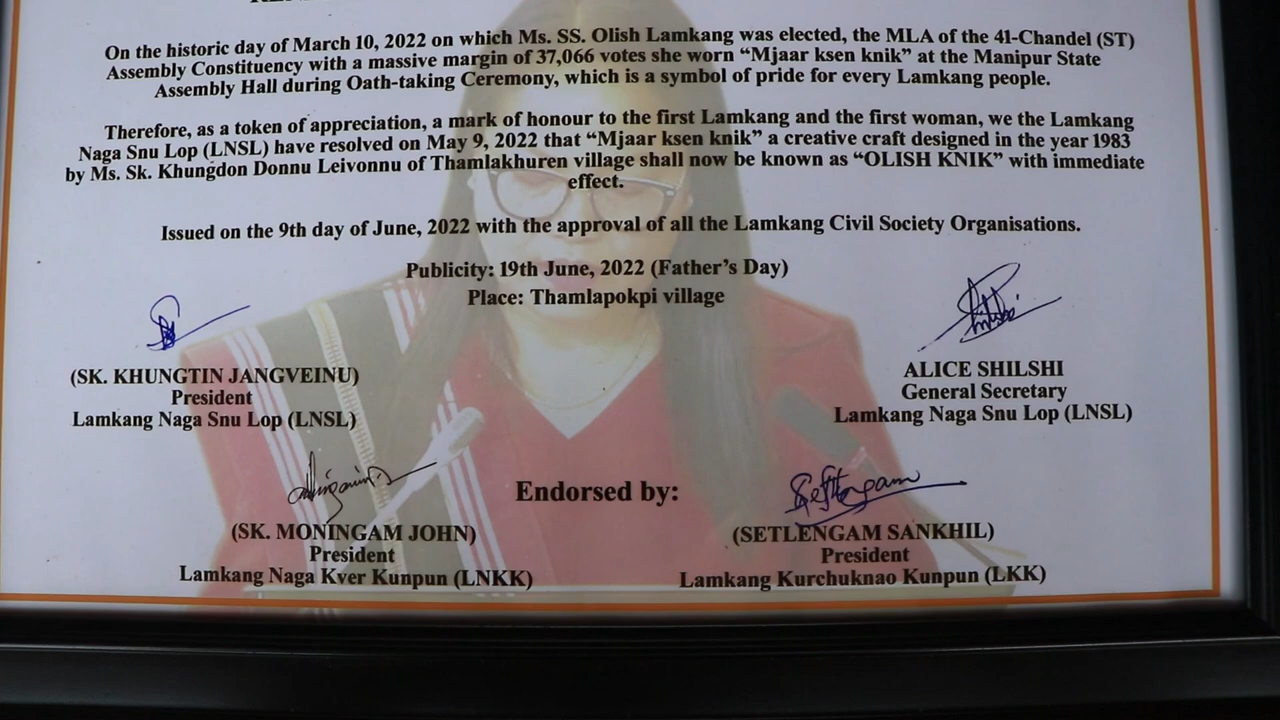 On the historic day of March 10, 2022 on which Ms. SS. Olish Lamkang was elected, the MLA of the 41-Chandel (ST)
Assembly Constituency with a massive margin of 37,066 votes she worn “Mjaar ksen knik” at the Manipur State
Assembly Hall during Oath-taking Ceremony, which is a symbol of pride for every Lamkang people.
Therefore, as a token of appreciation, a mark of honour to the first Lamkang and the first woman, we the Lamkang
Naga Snu Lop (LNSL) have resolved on May 9, 2022 that “Mjaar ksen knik” a creative craft designed in the year 1983
by Ms. Sk. Khungdon Donnu Leivonnu of Thamlakhuren village shall now be known as “OLISH KNIK” with immediate
effect.
Issued on the 9th day of June, 2022 with the approval of all the Lamkang Civil Society Organisations.
Publicity: 19th June, 2022 (Father’s Day)
Place: Thamlapokpi village
(SK. KHUNGTIN JANGVEINU)
President
Lamkang Naga Snu Lop (LNSL)
ALICE SHILSHI
General Secretary
Lamkang Naga Snu Lop (LNSL)
Endorsed by:
(SK. MONINGAM JOHN)
President
Lamkang Naga Kver Kunpun (LNKK)
(SETLENGAM SANKHIL)
President
Lamkang Kurchuknao Kunpun (LKK)